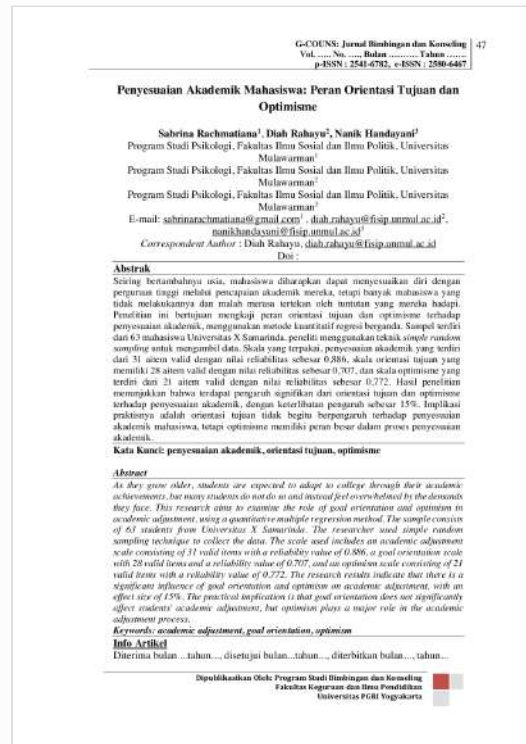 G-COUNS: Jurnal Bimbingan dan Konseling
47
Vol. ..... No. ....., Bulan .......... Tahun .......
p-ISSN : 2541-6782, e-ISSN : 2580-6467
Penyesuaian Akademik Mahasiswa: Peran Orientasi Tujuan dan
Optimisme
Sabrina Rachmatiana¹, Diah Rahayu², Nanik Handayani³
Program Studi Psikologi, Fakultas Ilmu Sosial dan Ilmu Politik, Universitas
Mulawarman¹
Program Studi Psikologi, Fakultas Ilmu Sosial dan Ilmu Politik, Universitas
Mulawarman²
Program Studi Psikologi, Fakultas Ilmu Sosial dan Ilmu Politik, Universitas
Mulawarman³
E-mail: sabrinarachmatiana@gmail.com¹ , diah.rahayu@fisip.unmul.ac.id²,
nanikhandayani@fisip.unmul.ac.id³
Correspondent Author : Diah Rahayu, diah.rahayu@fisip.unmul.ac.id
Doi :
Abstrak
Seiring bertambahnya usia, mahasiswa diharapkan dapat menyesuaikan diri dengan
perguruan tinggi melalui pencapaian akademik mereka, tetapi banyak mahasiswa yang
tidak melakukannya dan malah merasa tertekan oleh tuntutan yang mereka hadapi.
Penelitian ini bertujuan mengkaji peran orientasi tujuan dan optimisme terhadap
penyesuaian akademik, menggunakan metode kuantitatif regresi berganda. Sampel terdiri
dari 63 mahasiswa Universitas X Samarinda, peneliti menggunakan teknik simple random
sampling untuk mengambil data. Skala yang terpakai, penyesuaian akademik yang terdiri
dari 31 aitem valid dengan nilai reliabilitas sebesar 0,886, skala orientasi tujuan yang
memiliki 28 aitem valid dengan nilai reliabilitas sebesar 0,707, dan skala optimisme yang
terdiri dari 21 aitem valid dengan nilai reliabilitas sebesar 0,772. Hasil penelitian
menunjukkan bahwa terdapat pengaruh signifikan dari orientasi tujuan dan optimisme
terhadap penyesuaian akademik, dengan keterlibatan pengaruh sebesar 15%. Implikasi
praktisnya adalah orientasi tujuan tidak begitu berpengaruh terhadap penyesuaian
akademik mahasiswa, tetapi optimisme memiliki peran besar dalam proses penyesuaian
akademik.
Kata Kunci: penyesuaian akademik, orientasi tujuan, optimisme
Abstract
As they grow older, students are expected to adapt to college through their academic
achievements, but many students do not do so and instead feel overwhelmed by the demands
they face. This research aims to examine the role of goal orientation and optimism in
academic adjustment, using a quantitative multiple regression method. The sample consists
of 63 students from Universitas X Samarinda. The researcher used simple random
sampling technique to collect the data. The scale used includes an academic adjustment
scale consisting of 31 valid items with a reliability value of 0.886, a goal orientation scale
with 28 valid items and a reliability value of 0.707, and an optimism scale consisting of 21
valid items with a reliability value of 0.772. The research results indicate that there is a
significant influence of goal orientation and optimism on academic adjustment, with an
effect size of 15%. The practical implication is that goal orientation does not significantly
affect students' academic adjustment, but optimism plays a major role in the academic
adjustment process.
Keywords: academic adjustment, goal orientation, optimism
Info Artikel
Diterima bulan....tahun...., disetujui bulan...tahun..., diterbitkan bulan...., tahun....
Dipublikasikan Oleh: Program Studi Bimbingan dan Konseling
Fakultas Keguruan dan Ilmu Pendidikan
Universitas PGRI Yogyakarta